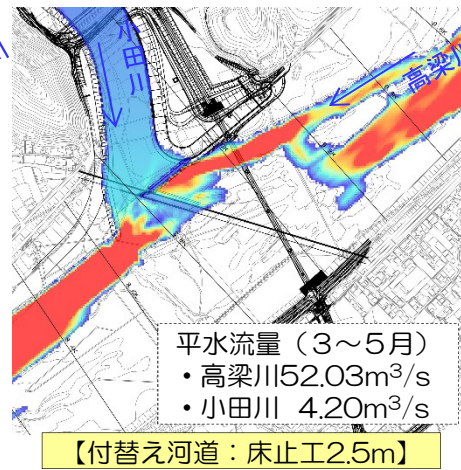 小田川
高梁川
平水流量（3～5月）
・高梁川52.03m³/s
・小田川 4.20m³/s
【付替え河道：床止工2.5m】